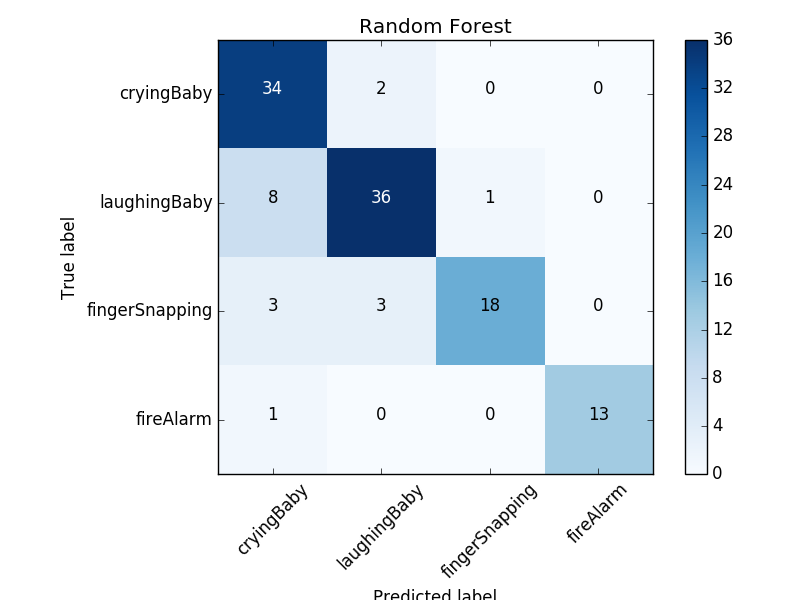 Random Forest
cryingBaby 34 2 0 0
laughingBaby 8 36 1 0
fingerSnapping 3 3 18 0
fireAlarm 1 0 0 13
cryingBaby laughingBaby fingerSnapping fireAlarm
True label
Predicted label
36
32
28
24
20
16
12
8
4
0